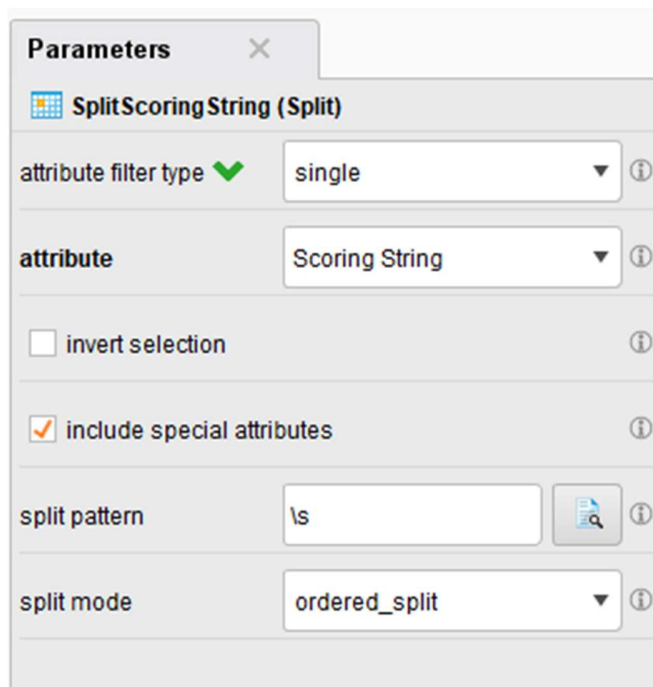 Parameters
SplitScoringString (Split)
attribute filter type single
attribute Scoring String
invert selection
include special attributes
split pattern \s
split mode ordered_split